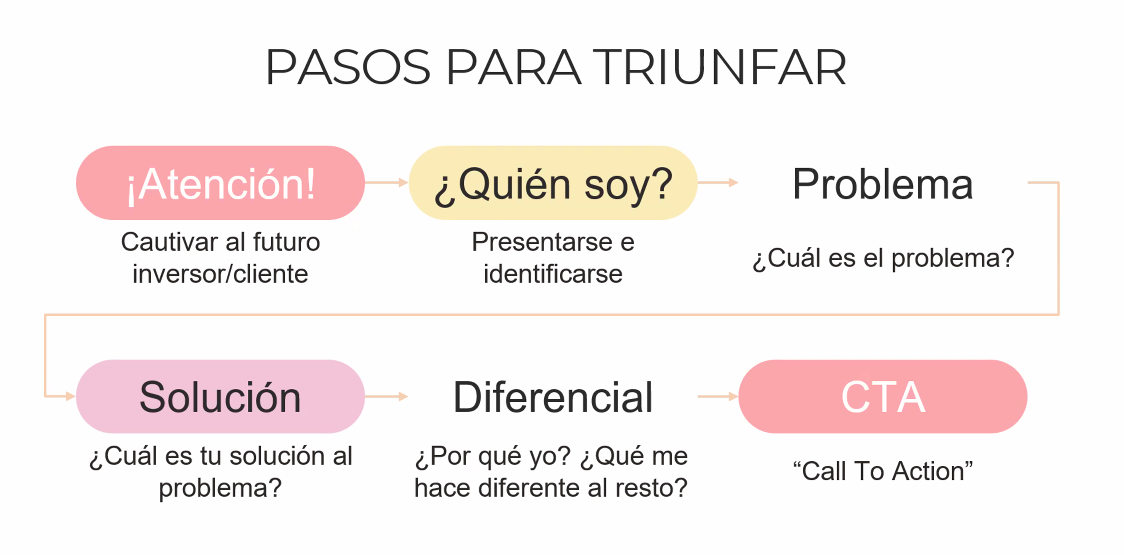 PASOS PARA TRIUNFAR
¡Atención!
Cautivar al futuro
inversor/cliente
¿Quién soy?
Presentarse e
identificarse
Problema
¿Cuál es el problema?
Solución
¿Cuál es tu solución al
problema?
Diferencial
¿Por qué yo? ¿Qué me
hace diferente al resto?
CTA
“Call To Action”